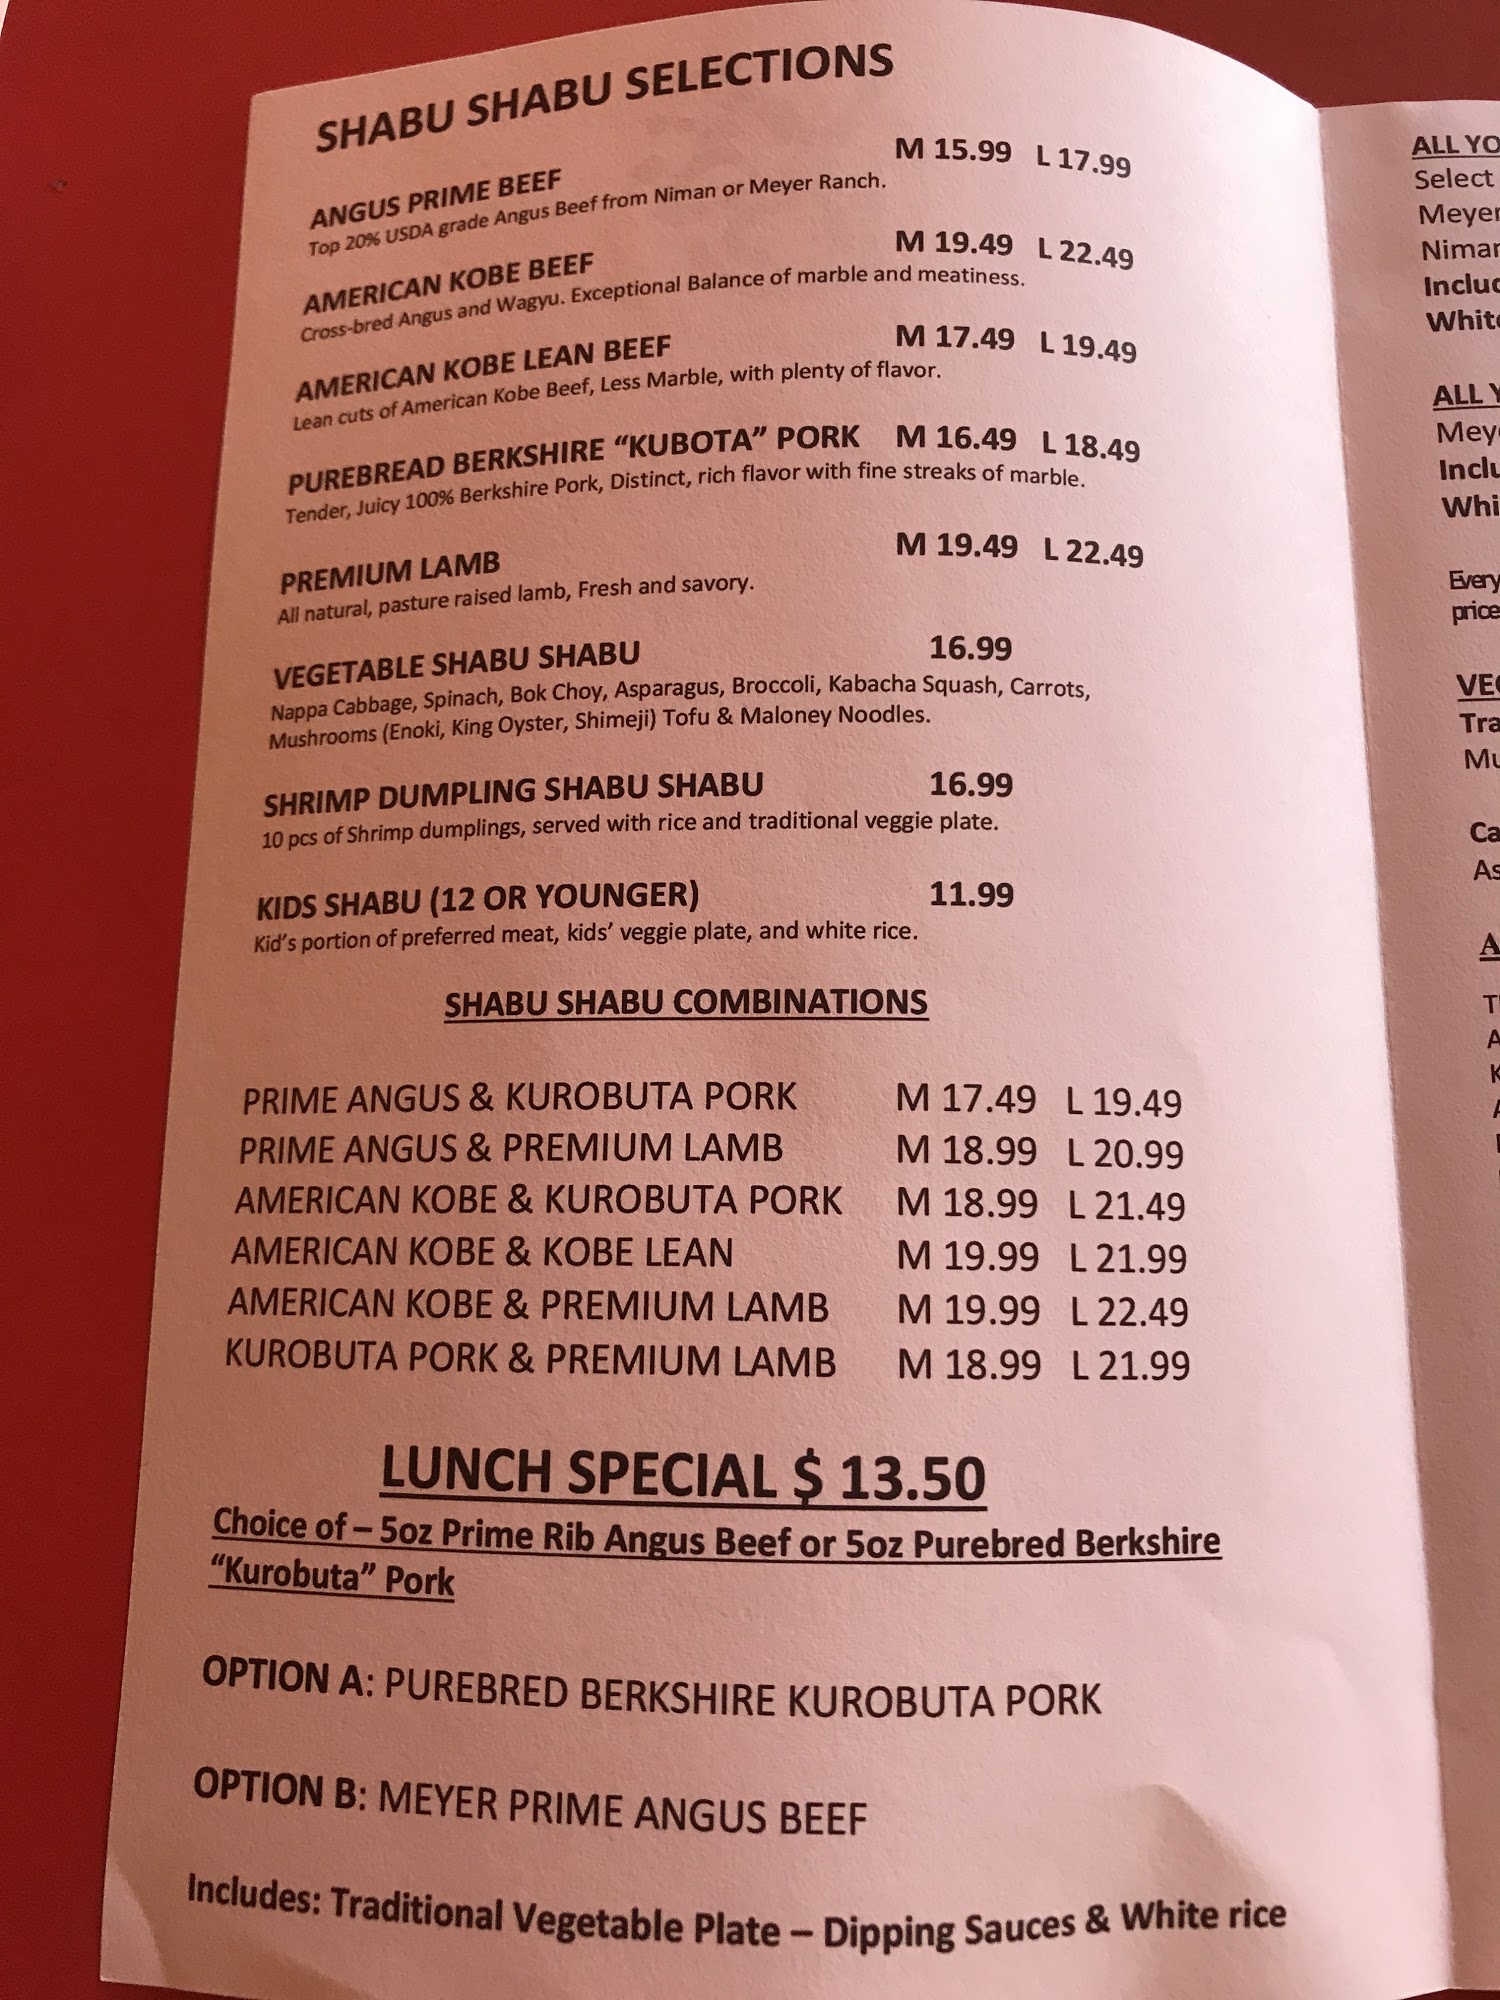 SHABU SHABU SELECTIONS
ANGUS PRIME BEEF M 15.99 L 17.99
Top 20% USDA grade Angus Beef from Niman or Meyer Ranch.
AMERICAN KOBE BEEF M 19.49 L 22.49
Cross-bred Angus and Wagyu. Exceptional Balance of marble and meatiness.
AMERICAN KOBE LEAN BEEF M 17.49 L 19.49
Lean cuts of American Kobe Beef, Less Marble, with plenty of flavor.
PUREBREAD BERKSHIRE “KUBOTA” PORK M 16.49 L 18.49
Tender, Juicy 100% Berkshire Pork, Distinct, rich flavor with fine streaks of marble.
PREMIUM LAMB M 19.49 L 22.49
All natural, pasture raised lamb, Fresh and savory.
VEGETABLE SHABU SHABU 16.99
Nappa Cabbage, Spinach, Bok Choy, Asparagus, Broccoli, Kabacha Squash, Carrots,
Mushrooms (Enoki, King Oyster, Shimeji) Tofu & Maloney Noodles.
SHRIMP DUMPLING SHABU SHABU 16.99
10 pcs of Shrimp dumplings, served with rice and traditional veggie plate.
KIDS SHABU (12 OR YOUNGER) 11.99
Kid’s portion of preferred meat, kids’ veggie plate, and white rice.
SHABU SHABU COMBINATIONS
PRIME ANGUS & KUROBUTA PORK M 17.49 L 19.49
PRIME ANGUS & PREMIUM LAMB M 18.99 L 20.99
AMERICAN KOBE & KUROBUTA PORK M 18.99 L 21.49
AMERICAN KOBE & KOBE LEAN M 19.99 L 21.99
AMERICAN KOBE & PREMIUM LAMB M 19.99 L 22.49
KUROBUTA PORK & PREMIUM LAMB M 18.99 L 21.99
LUNCH SPECIAL $ 13.50
Choice of – 5oz Prime Rib Angus Beef or 5oz Purebred Berkshire
“Kurobuta” Pork
OPTION A: PUREBRED BERKSHIRE KUROBUTA PORK
OPTION B: MEYER PRIME ANGUS BEEF
Includes: Traditional Vegetable Plate – Dipping Sauces & White rice
ALL YO
Select
Meyer
Niman
Includ
White
ALL Y
Meye
Inclu
Whi
Every
price
VEG
Tra
Mu
Ca
As
A